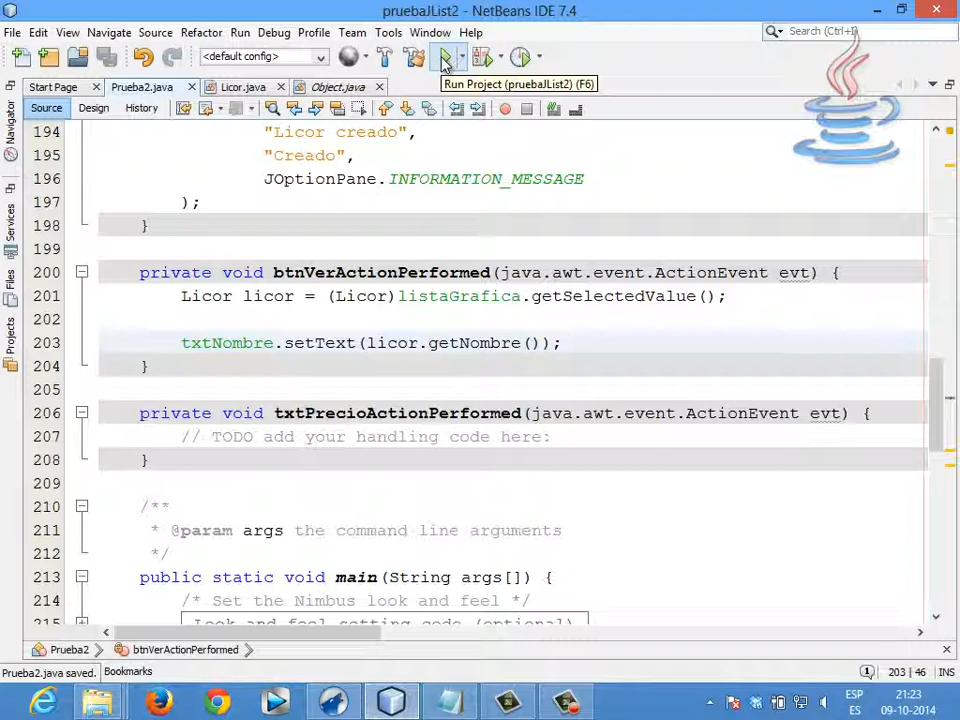 pruebaJList2 - NetBeans IDE 7.4
File Edit View Navigate Source Refactor Run Debug Profile Team Tools Window Help
Search (Ctrl+I)
<default config>
Run Project (pruebaJList2) (F6)
Start Page Prueba2.java Licor.java Object.java
Source Design History
Navigator
Services
Files
Projects
194 "Licor creado",
195 "Creado",
196 JOptionPane.INFORMATION_MESSAGE
197 );
198 }
199
200 private void btnVerActionPerformed(java.awt.event.ActionEvent evt) {
201 Licor licor = (Licor)listaGrafica.getSelectedValue();
202
203 txtNombre.setText(licor.getNombre());
204 }
205
206 private void txtPrecioActionPerformed(java.awt.event.ActionEvent evt) {
207 // TODO add your handling code here:
208 }
209
210 /**
211 * @param args the command line arguments
212 */
213 public static void main(String args[]) {
214 /* Set the Nimbus look and feel */
215 Look and feel setting code (optional)
Prueba2 btnVerActionPerformed
Prueba2.java saved. Bookmarks 1 203 | 46 INS
ESP 21:23
ES 09-10-2014